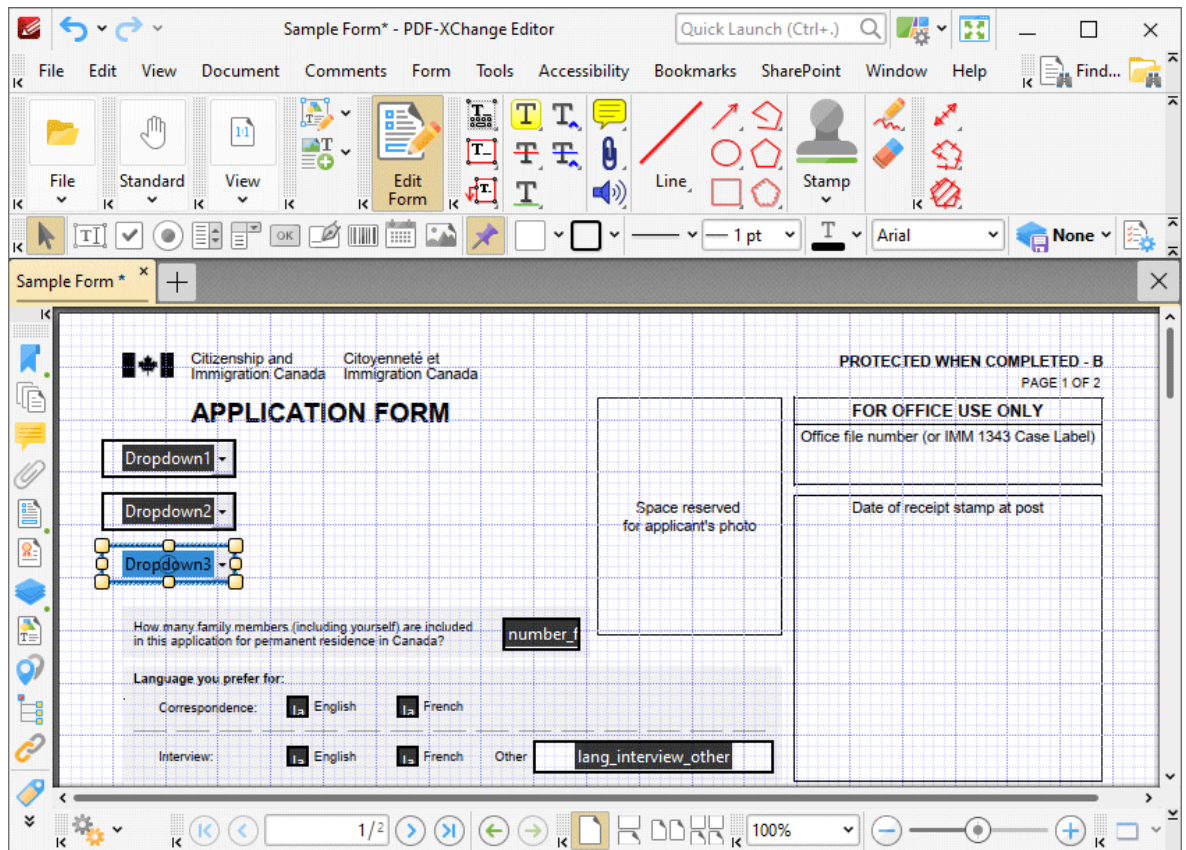 Sample Form* - PDF-XChange Editor
Quick Launch (Ctrl+.)
File Edit View Document Comments Form Tools Accessibility Bookmarks SharePoint Window Help Find...
File Standard View Edit Form Line Stamp
OK 1 pt T Arial None
Sample Form *
Citizenship and Citoyenneté et
Immigration Canada Immigration Canada
PROTECTED WHEN COMPLETED - B
PAGE 1 OF 2
APPLICATION FORM
FOR OFFICE USE ONLY
Office file number (or IMM 1343 Case Label)
Dropdown1
Dropdown2
Dropdown3
Space reserved
for applicant's photo
Date of receipt stamp at post
How many family members (including yourself) are included
in this application for permanent residence in Canada?
number_f
Language you prefer for:
Correspondence: la English la French
Interview: la English la French Other lang_interview_other
1/2 100%